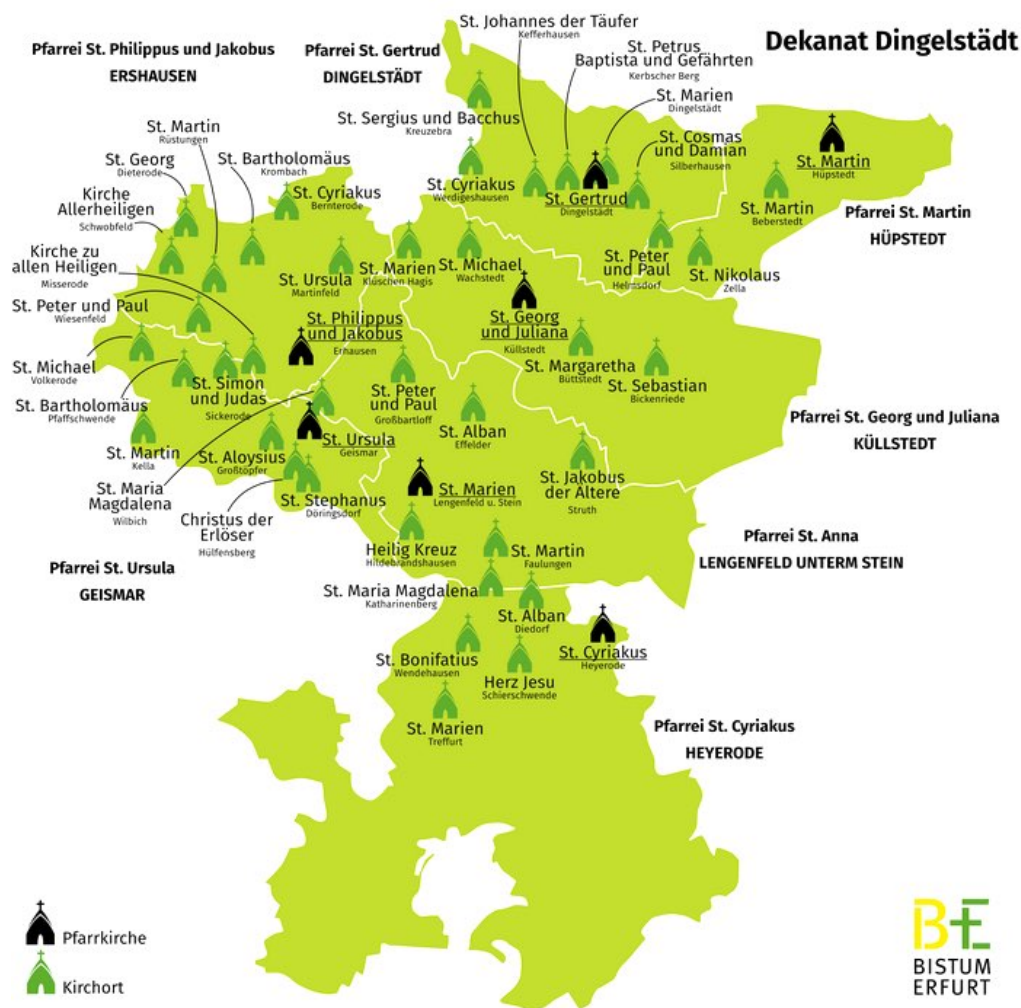 Dekanat Dingelstädt
Pfarrei St. Philippus und Jakobus
ERSHAUSEN
Pfarrei St. Gertrud
DINGELSTÄDT
St. Johannes der Täufer
Kefferhausen
St. Petrus
Baptista und Gefährten
Kerbscher Berg
St. Marien
Dingelstädt
St. Sergius und Bacchus
Kreuzebra
St. Cosmas
und Damian
Silberhausen
St. Martin
Hüpstedt
St. Martin
Rüstungen
St. Georg
Dieterode
St. Bartholomäus
Krombach
St. Cyriakus
Bernterode
St. Cyriakus
Werdigeshausen
St. Gertrud
Dingelstädt
St. Martin
Beberstedt
Pfarrei St. Martin
HÜPSTEDT
Kirche
Allerheiligen
Schwobfeld
Kirche zu
allen Heiligen
Misserode
St. Ursula
Martinfeld
St. Marien
Klüschen Hagis
St. Michael
Wachstedt
St. Peter
und Paul
Helmsdorf
St. Nikolaus
Zella
St. Peter und Paul
Wiesenfeld
St. Philippus
und Jakobus
Erhausen
St. Georg
und Juliana
Küllstedt
St. Michael
Volkerode
St. Margaretha
Büttstedt
St. Sebastian
Bickenriede
St. Bartholomäus
Pfaffschwende
St. Simon
und Judas
Sickerode
St. Peter
und Paul
Großbartloff
St. Alban
Effelder
Pfarrei St. Georg und Juliana
KÜLLSTEDT
St. Martin
Kella
St. Aloysius
Großtöpfer
St. Ursula
Geismar
St. Maria
Magdalena
Wilbich
Christus der
Erlöser
Hülfensberg
St. Stephanus
Döringsdorf
St. Marien
Lengenfeld u. Stein
St. Jakobus
der Ältere
Struth
Pfarrei St. Ursula
GEISMAR
Heilig Kreuz
Hildebrandshausen
St. Martin
Faulungen
Pfarrei St. Anna
LENGENFELD UNTERM STEIN
St. Maria Magdalena
Katharinenberg
St. Alban
Diedorf
St. Cyriakus
Heyerode
St. Bonifatius
Wendehausen
Herz Jesu
Schierschwende
St. Marien
Treffurt
Pfarrei St. Cyriakus
HEYERODE
Pfarrkirche
Kirchort
BE
BISTUM
ERFURT